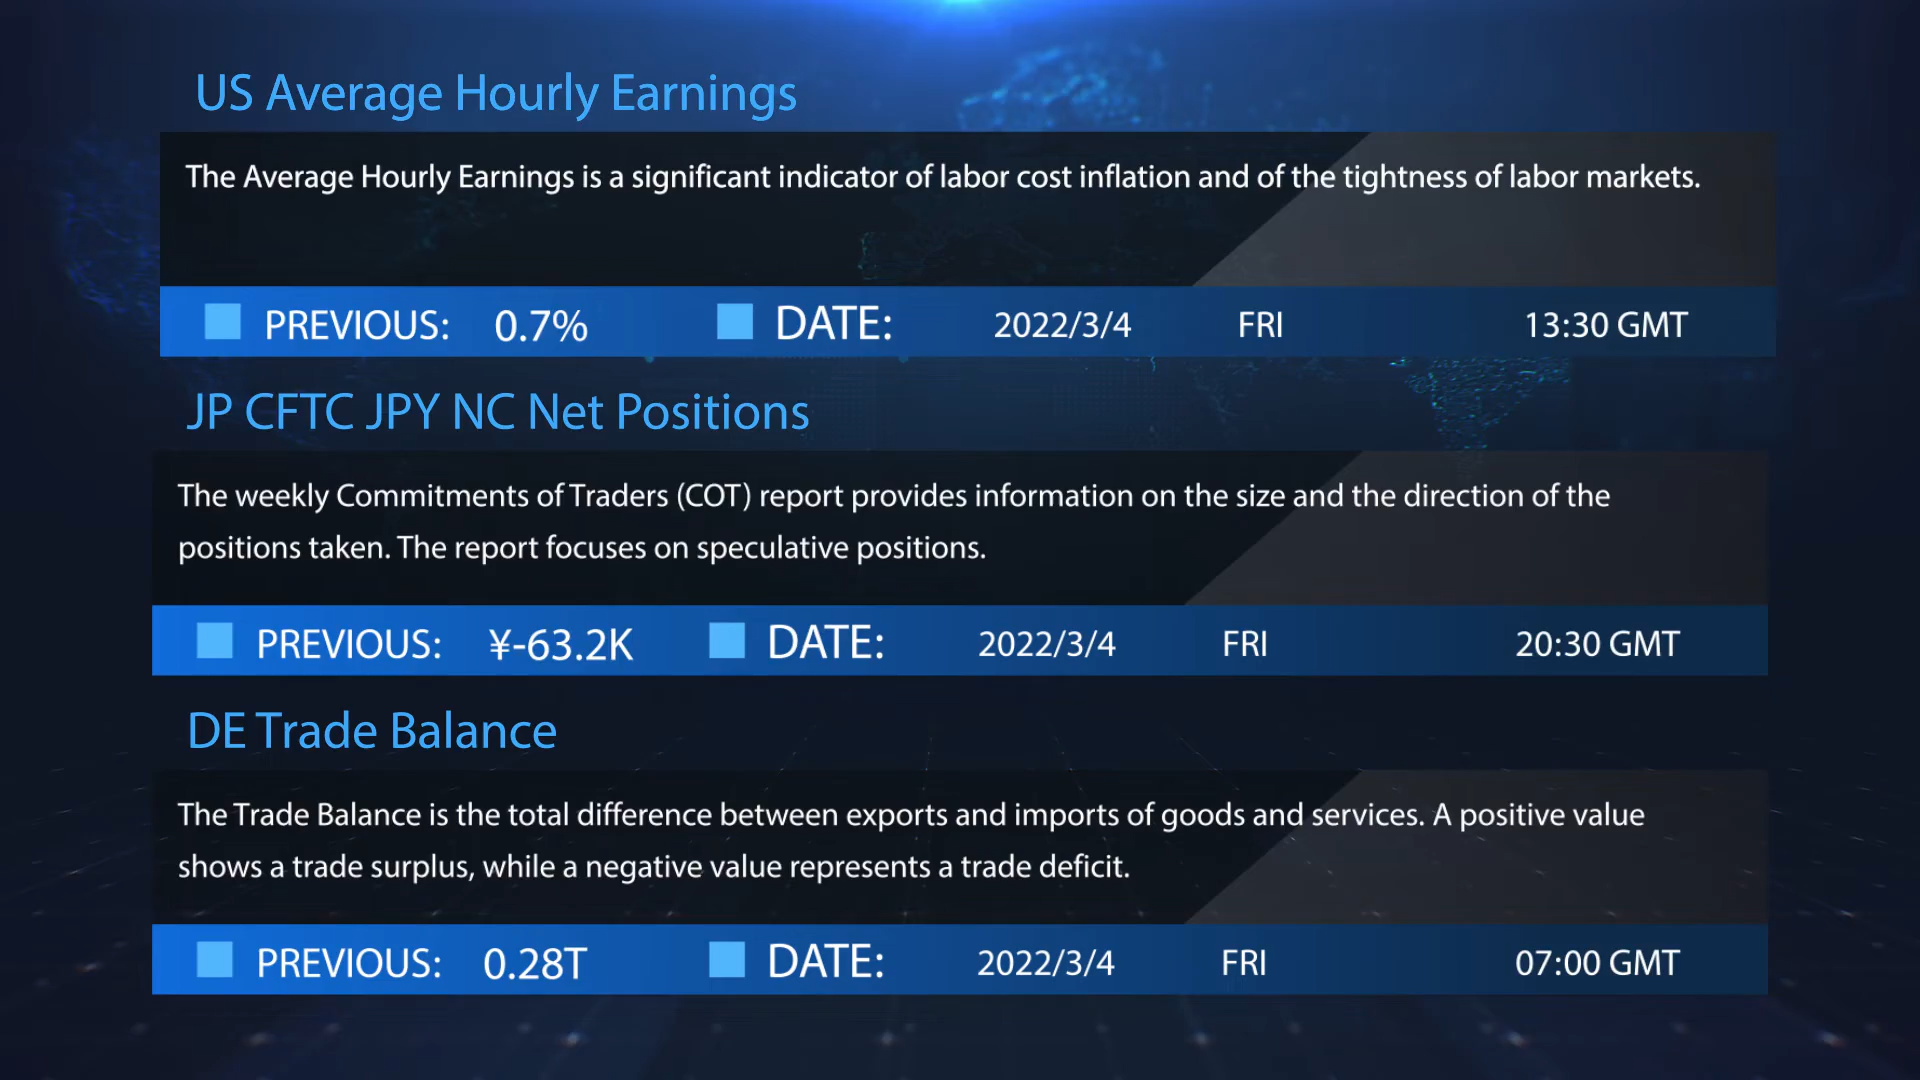 US Average Hourly Earnings
The Average Hourly Earnings is a significant indicator of labor cost inflation and of the tightness of labor markets.
PREVIOUS: 0.7% DATE: 2022/3/4 FRI 13:30 GMT
JP CFTC JPY NC Net Positions
The weekly Commitments of Traders (COT) report provides information on the size and the direction of the
positions taken. The report focuses on speculative positions.
PREVIOUS: ¥-63.2K DATE: 2022/3/4 FRI 20:30 GMT
DE Trade Balance
The Trade Balance is the total difference between exports and imports of goods and services. A positive value
shows a trade surplus, while a negative value represents a trade deficit.
PREVIOUS: 0.28T DATE: 2022/3/4 FRI 07:00 GMT